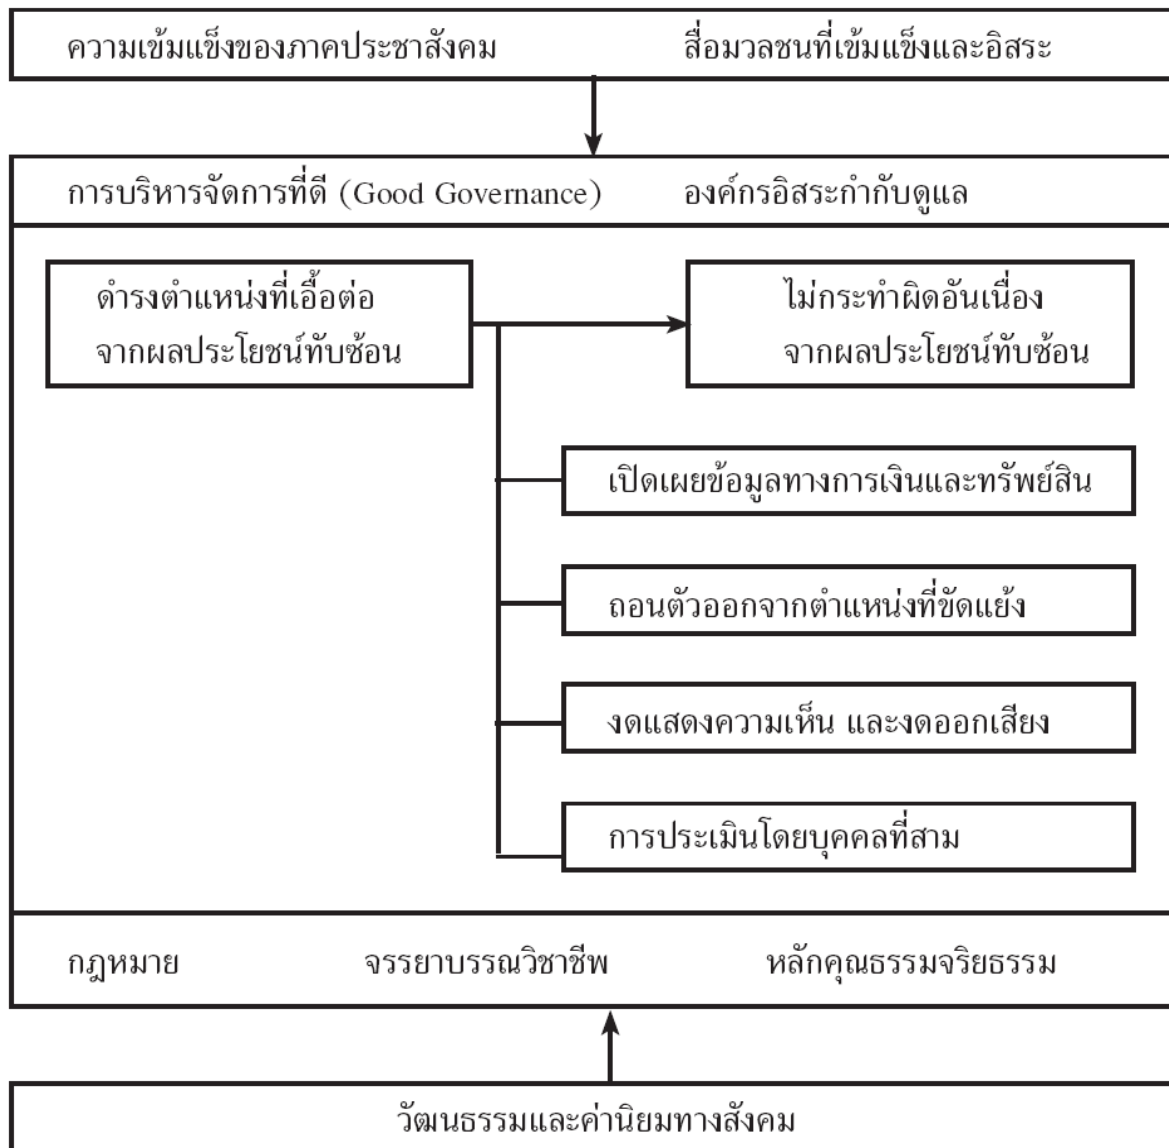 ความเข้มแข็งของภาคประชาสังคม สื่อมวลชนที่เข้มแข็งและอิสระ
การบริหารจัดการที่ดี (Good Governance) องค์กรอิสระกำกับดูแล
ดำรงตำแหน่งที่เอื้อต่อ
จากผลประโยชน์ทับซ้อน
ไม่กระทำผิดอันเนื่อง
จากผลประโยชน์ทับซ้อน
เปิดเผยข้อมูลทางการเงินและทรัพย์สิน
ถอนตัวออกจากตำแหน่งที่ขัดแย้ง
งดแสดงความเห็น และงดออกเสียง
การประเมินโดยบุคคลที่สาม
กฎหมาย จรรยาบรรณวิชาชีพ หลักคุณธรรมจริยธรรม
วัฒนธรรมและค่านิยมทางสังคม